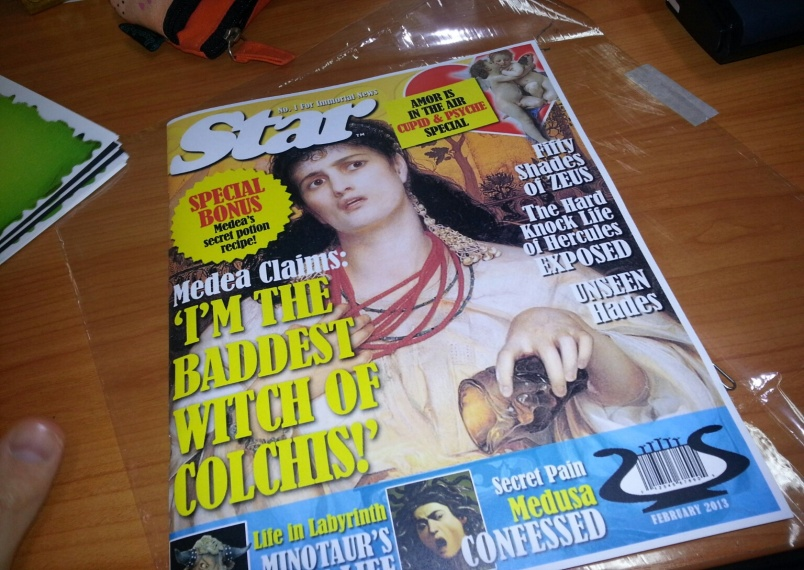 No. 1 For Immortal News
Star™
AMOR IS
IN THE AIR
CUPID & PSYCHE
SPECIAL
SPECIAL
BONUS
Medea's
secret potion
recipe!
Fifty
Shades
of ZEUS
The Hard
Knock Life
of Hercules
EXPOSED
UNSEEN
Hades
Medea Claims:
'I'M THE
BADDEST
WITCH OF
COLCHIS!'
Life in Labyrinth
MINOTAUR'S
LIFE
Secret Pain
Medusa
CONFESSED
FEBRUARY 2013